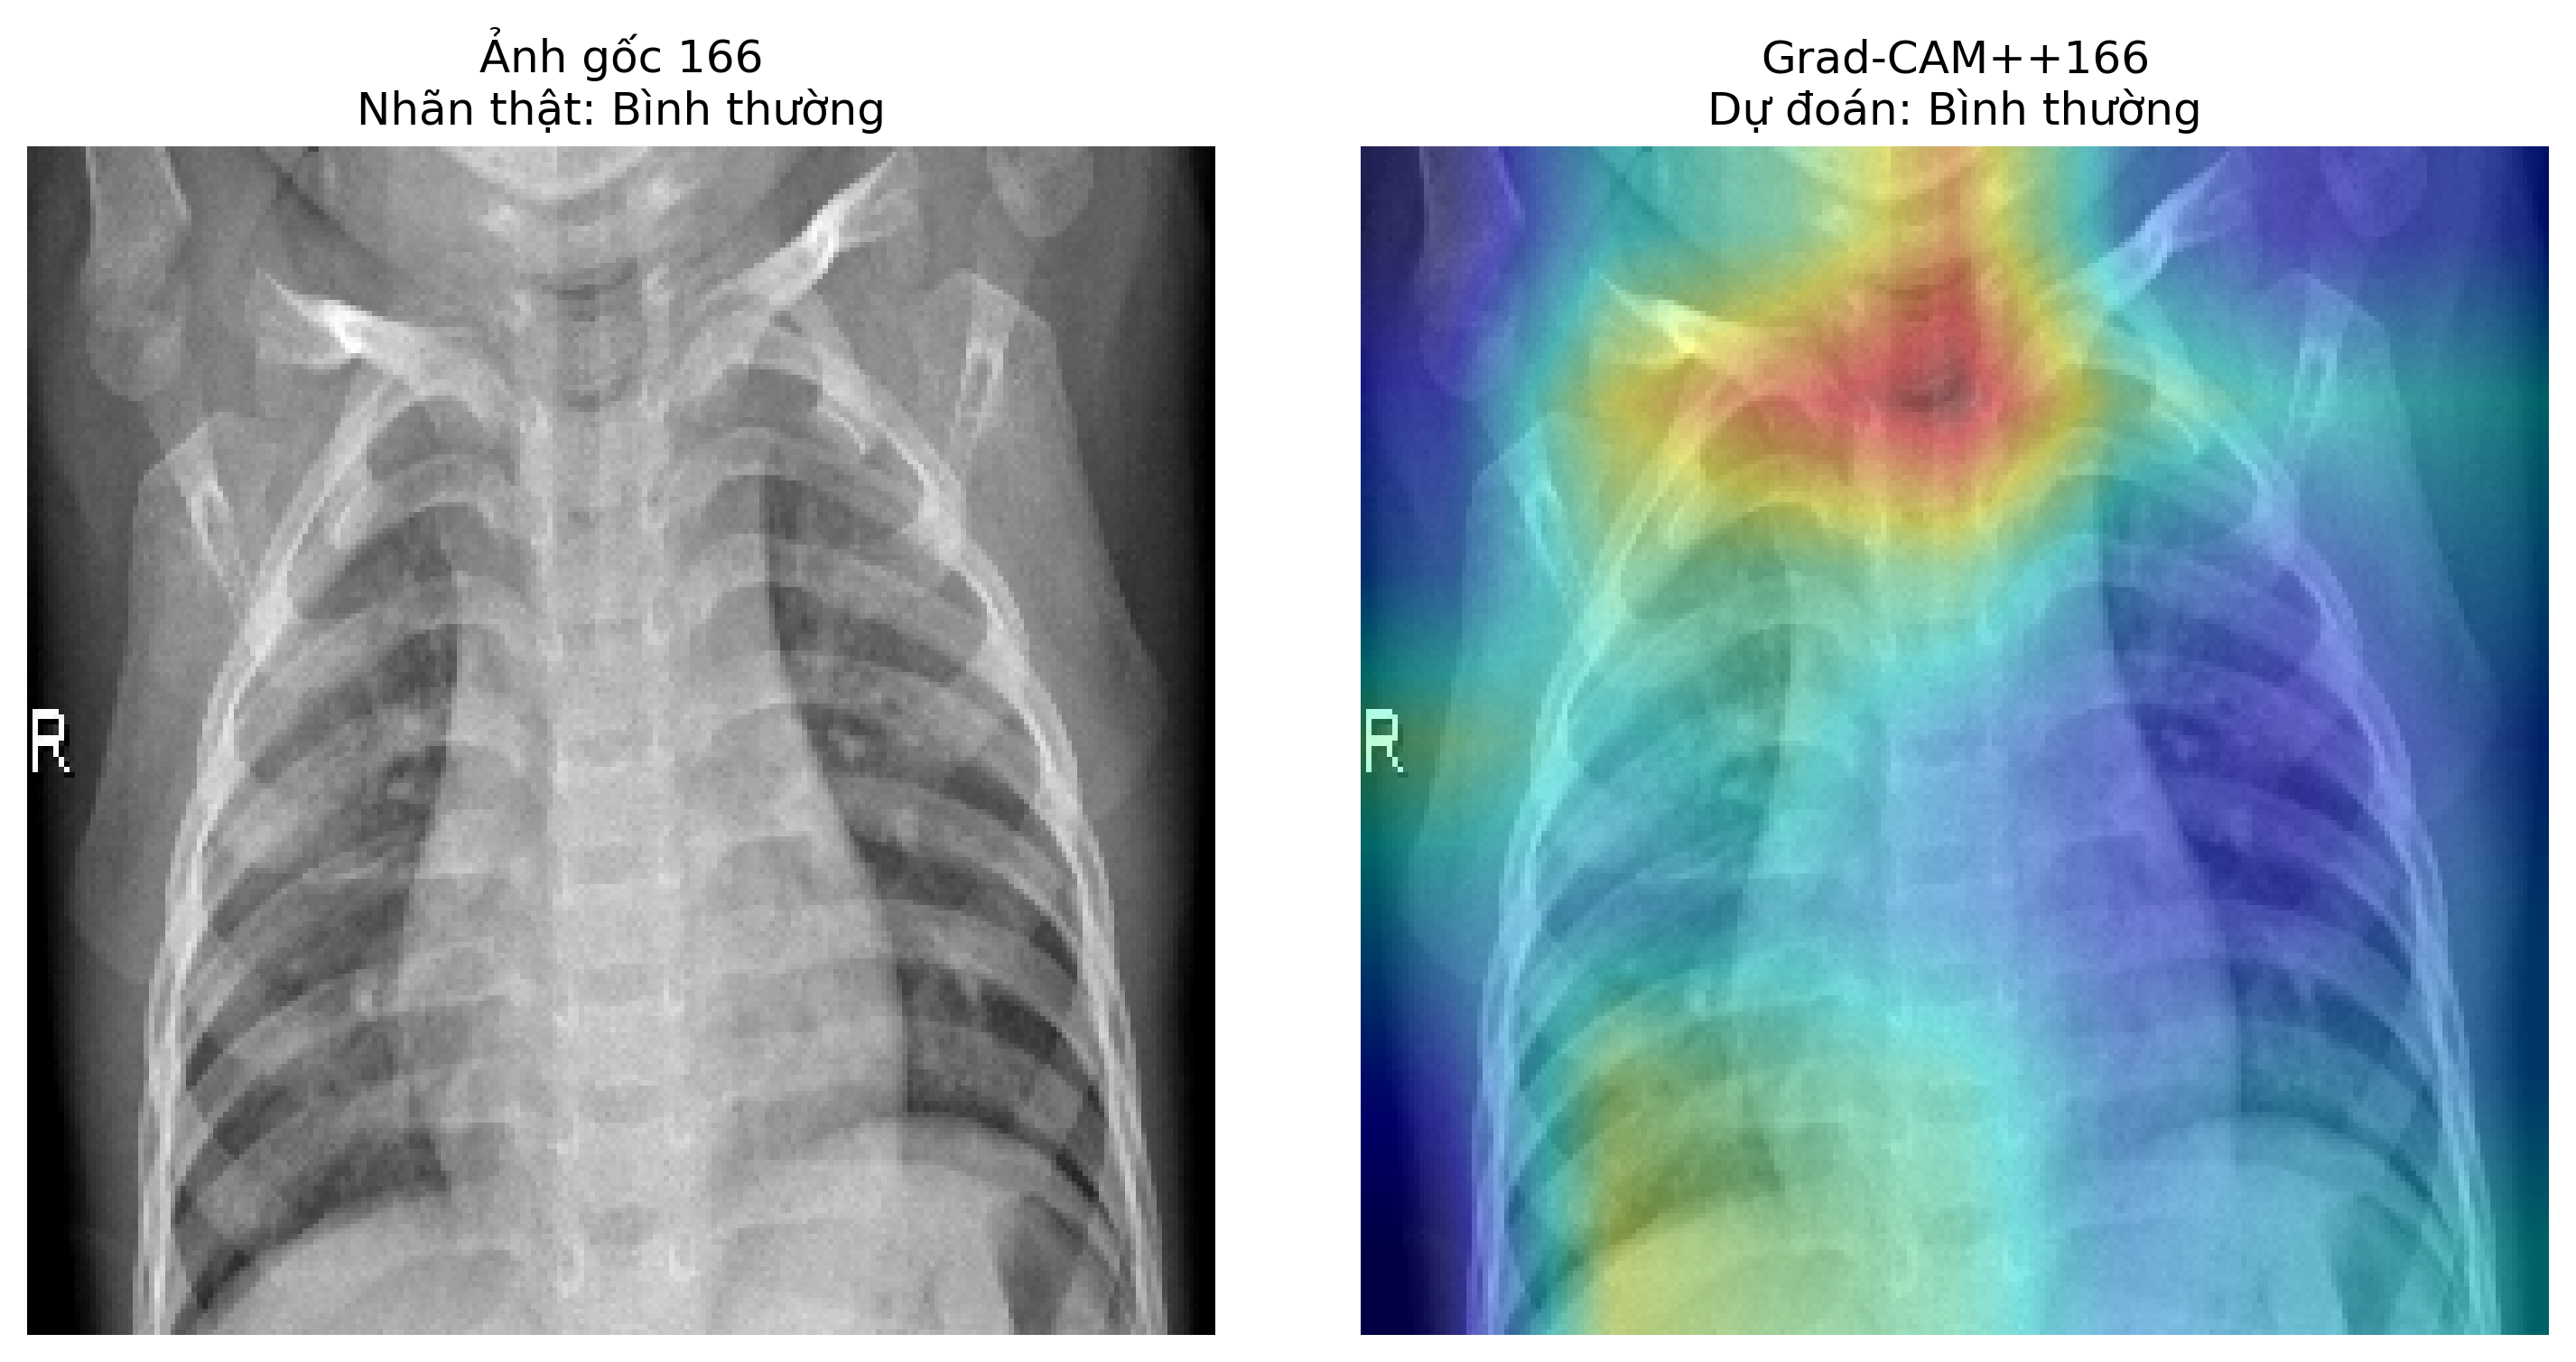 Ảnh gốc 166
Nhãn thật: Bình thường
Grad-CAM++166
Dự đoán: Bình thường
R
R